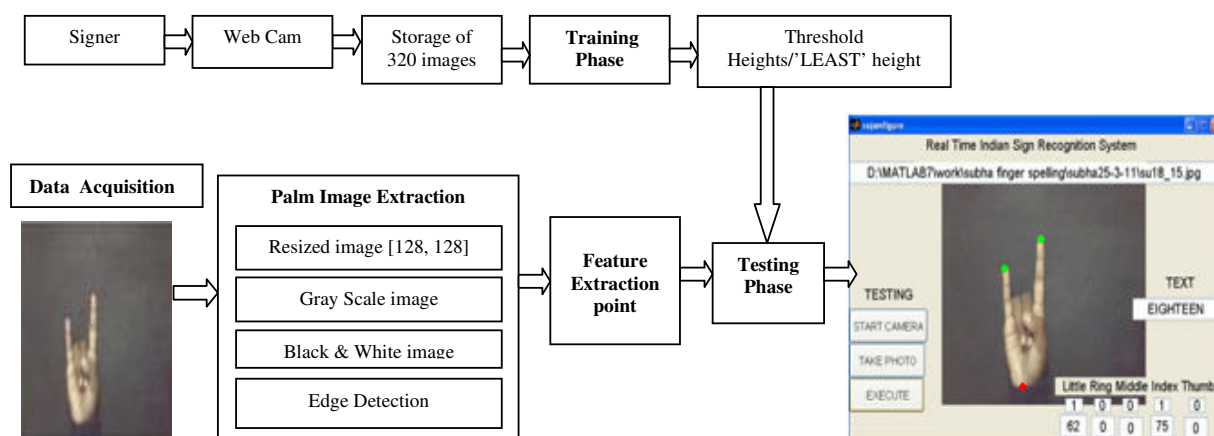 Signer
Web Cam
Storage of
320 images
Training
Phase
Threshold
Heights/'LEAST' height
Data Acquisition
Palm Image Extraction
Resized image [128, 128]
Gray Scale image
Black & White image
Edge Detection
Feature
Extraction
point
Testing
Phase
Real Time Indian Sign Recognition System
D:\MATLAB7\work\subha finger spelling\subha25-3-11\su18_15.jpg
TESTING
START CAMERA
TAKE PHOTO
EXECUTE
TEXT
EIGHTEEN
Little Ring Middle Index Thumb
1 0 0 1 0
62 0 0 75 0